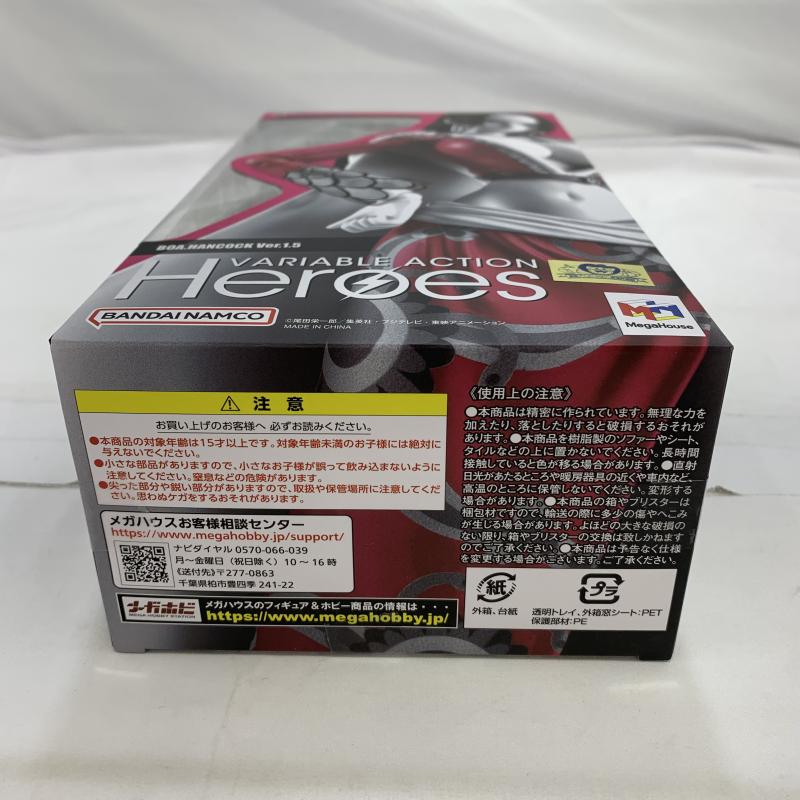 BOA.HANCOCK Ver.1.5
VARIABLE ACTION
Heroes
BANDAI NAMCO
©尾田栄一郎／集英社・フジテレビ・東映アニメーション
MADE IN CHINA
MegaHouse
⚠ 注 意
お買い上げのお客様へ 必ずお読みください。
●本商品の対象年齢は15才以上です。対象年齢未満のお子様には絶対に
与えないでください。
●小さな部品がありますので、小さなお子様が誤って飲み込まないように
注意してください。窒息などの危険があります。
●尖った部分や鋭い部分がありますので、取扱や保管場所に注意してくだ
さい。思わぬケガをするおそれがあります。
メガハウスお客様相談センター
https://www.megahobby.jp/support/
ナビダイヤル 0570-066-039
月～金曜日（祝日除く）10～16時
《送付先》〒277-0863
千葉県柏市豊四季 241-22
メガホビ
MEGA HOBBY STATION
メガハウスのフィギュア＆ホビー商品の情報は・・・
https://www.megahobby.jp/
《使用上の注意》
●本商品は精密に作られています。無理な力を
加えたり、落としたりすると破損するおそれが
あります。●本商品を樹脂製のソファーやシート、
タイルなどの上に置かないでください。長時間
接触していると色が移る場合があります。●直射
日光があたるところや暖房器具の近くや車内など、
高温のところに保管しないでください。変形する
場合があります。●本商品の箱やブリスターは
梱包材ですので、輸送の際に多少の傷やへこみ
が生じる場合があります。よほどの大きな破損の
ない限り、箱やブリスターの交換は致しかねます
のでご了承ください。●本商品は予告なく仕様
を変更する場合がございます。ご了承ください。
紙
外箱、台紙
プラ
透明トレイ、外箱窓シート：PET
保護部材：PE